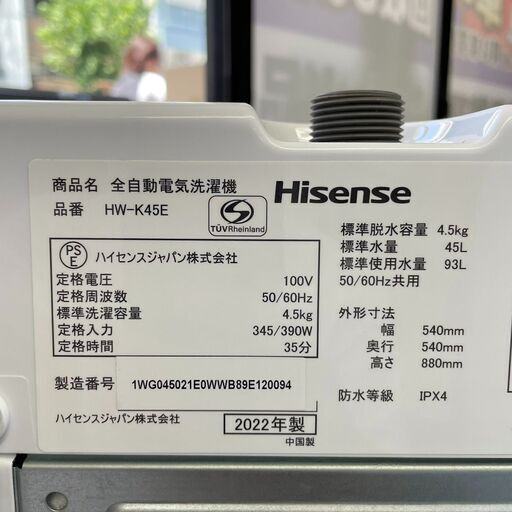 商品名 全自動電気洗濯機
品番 HW-K45E
TÜVRheinland
Hisense
PS
E
ハイセンスジャパン株式会社
定格電圧 100V
定格周波数 50/60Hz
標準洗濯容量 4.5kg
定格入力 345/390W
定格時間 35分
標準脱水容量 4.5kg
標準水量 45L
標準使用水量 93L
50/60Hz共用
外形寸法
幅 540mm
奥行 540mm
高さ 880mm
防水等級 IPX4
製造番号 1WG045021E0WWB89E120094
ハイセンスジャパン株式会社
2022年製
中国製